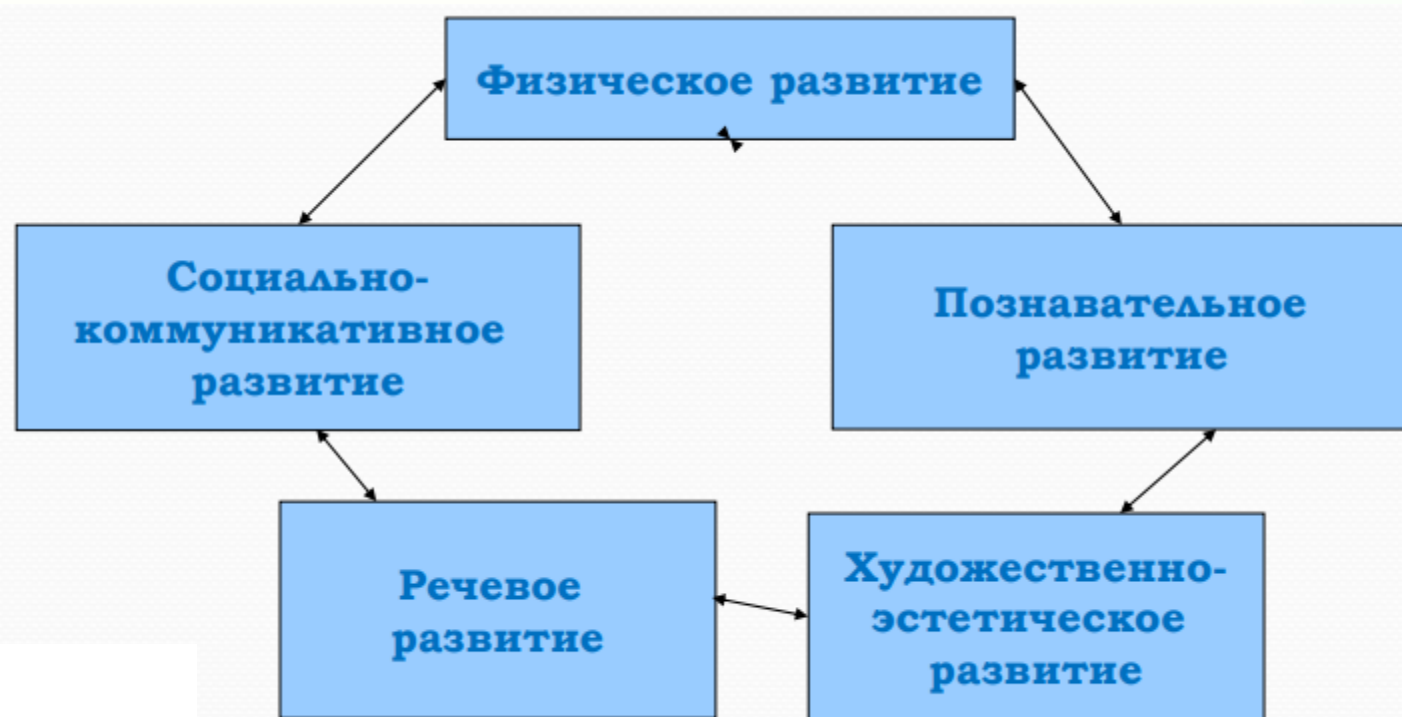 Физическое развитие
Социально-
коммуникативное
развитие
Познавательное
развитие
Речевое
развитие
Художественно-
эстетическое
развитие